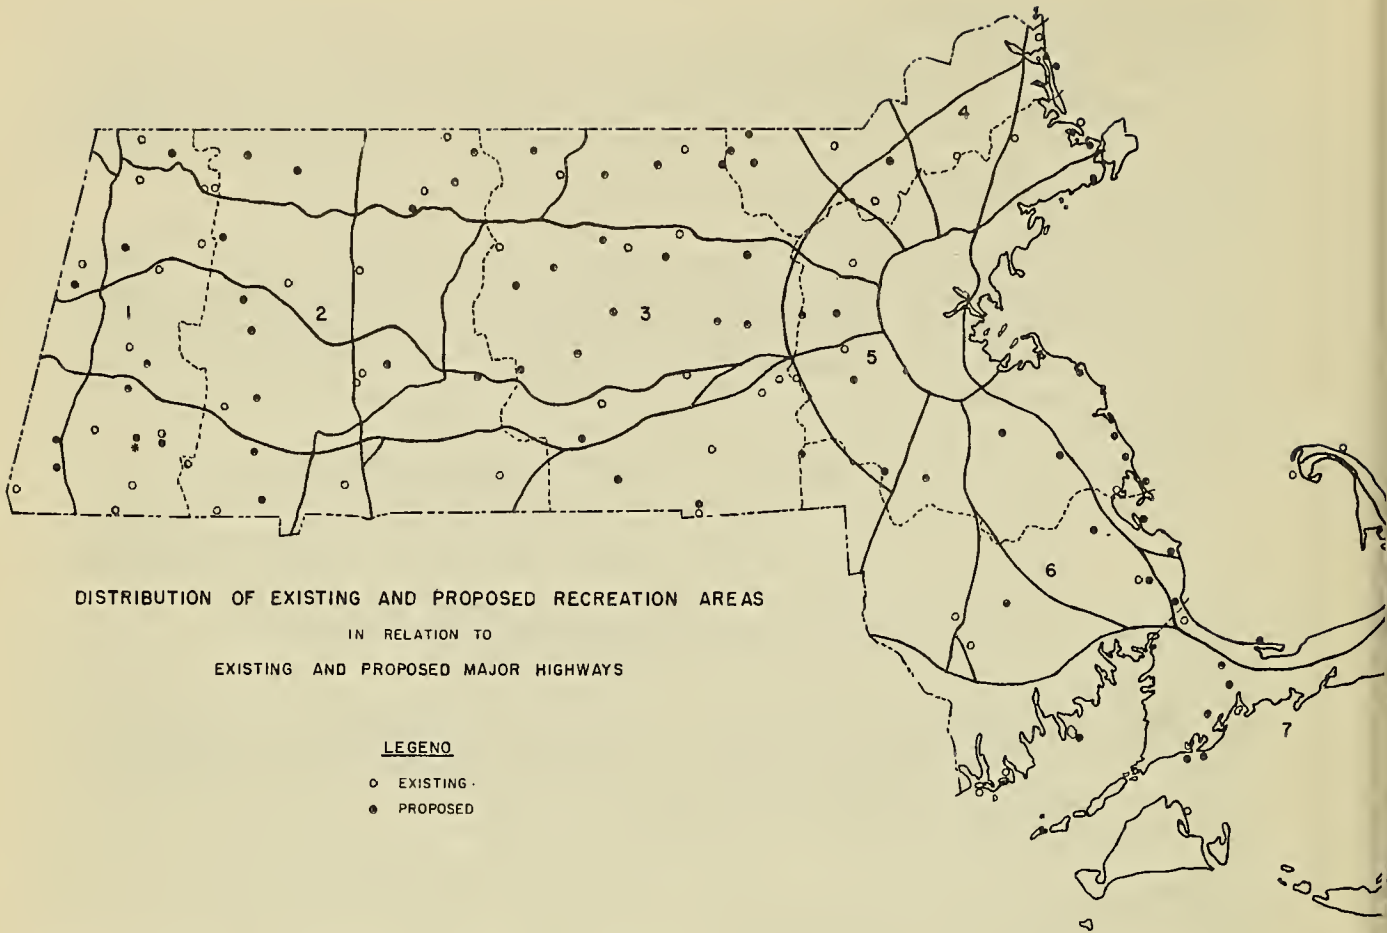 4
1
2
3
5
6
7
DISTRIBUTION OF EXISTING AND PROPOSED RECREATION AREAS
IN RELATION TO
EXISTING AND PROPOSED MAJOR HIGHWAYS
LEGEND
EXISTING
PROPOSED